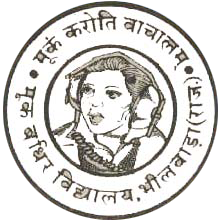 मूकं करोति वाचालम्
मूक बधिर विद्यालय, भीलवाड़ा (राज.)